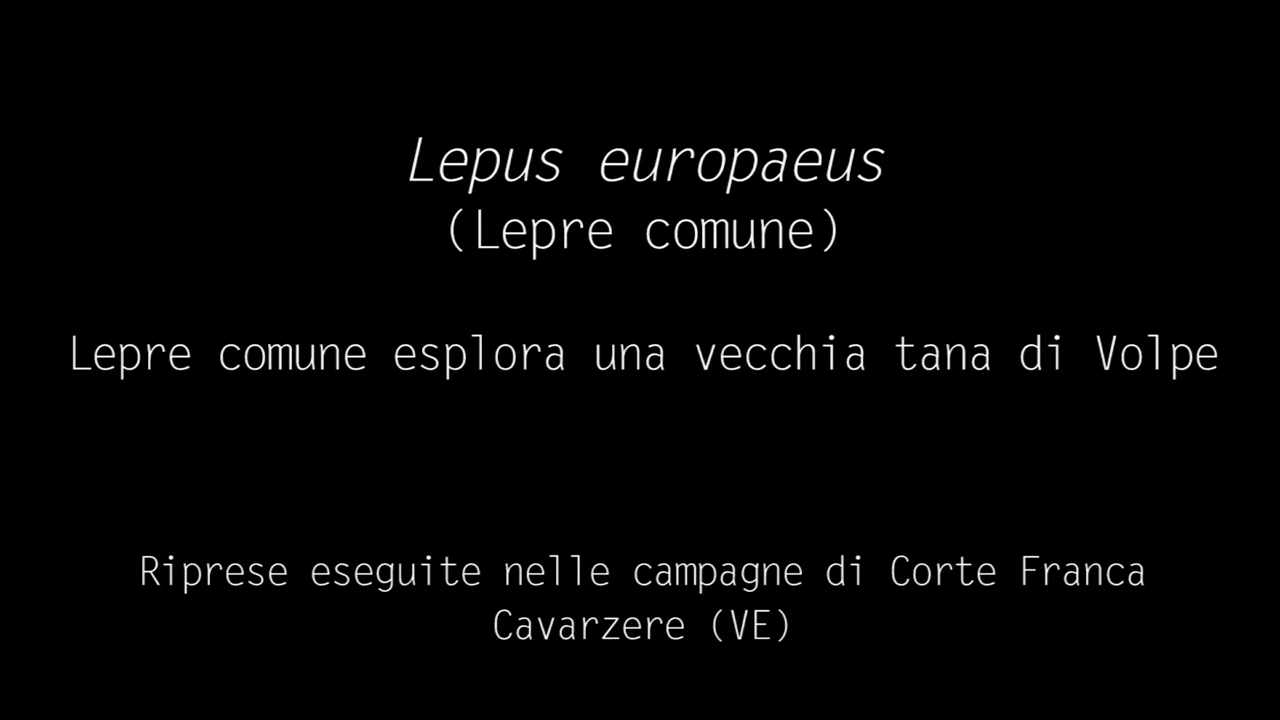 Lepus europaeus
(Lepre comune)
Lepre comune esplora una vecchia tana di Volpe
Riprese eseguite nelle campagne di Corte Franca
Cavarzere (VE)